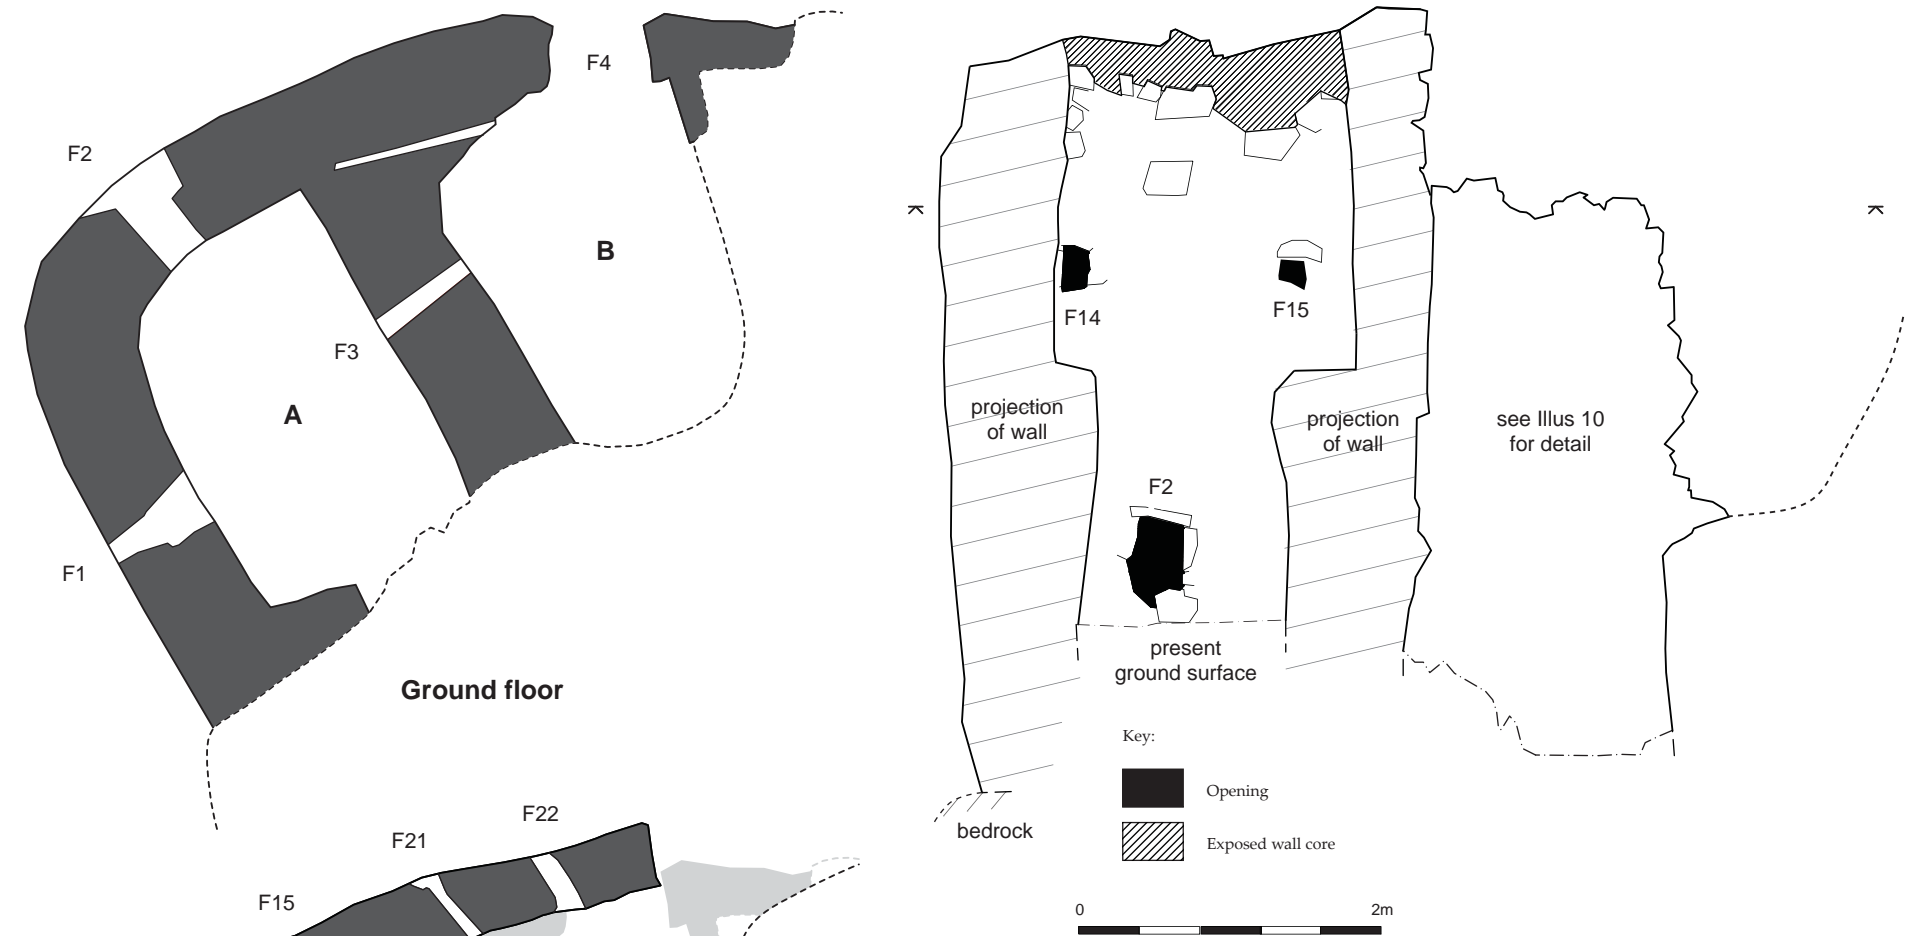 F4
F2
B
F3
A
F1
Ground floor
F22
F21
F15
K
K
F14
F15
projection
of wall
projection
of wall
see Illus 10
for detail
F2
present
ground surface
Key:
Opening
bedrock
Exposed wall core
0 2m